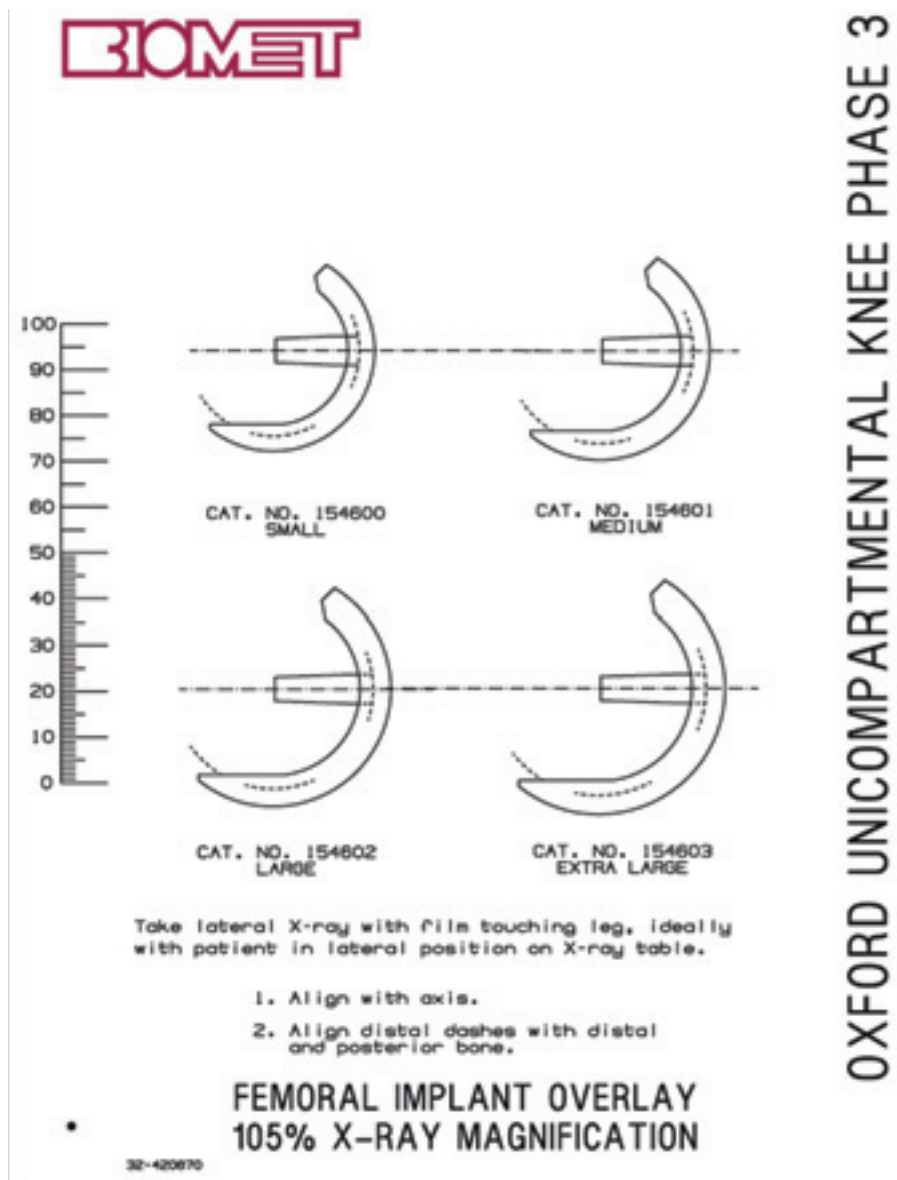 BIOMET
OXFORD UNICOMPARTMENTAL KNEE PHASE 3
100
90
80
70
60
50
40
30
20
10
0
CAT. NO. 154600
SMALL
CAT. NO. 154601
MEDIUM
CAT. NO. 154602
LARGE
CAT. NO. 154603
EXTRA LARGE
Take lateral X-ray with film touching leg, ideally
with patient in lateral position on X-ray table.
1. Align with axis.
2. Align distal dashes with distal
and posterior bone.
FEMORAL IMPLANT OVERLAY
105% X-RAY MAGNIFICATION
32-420870